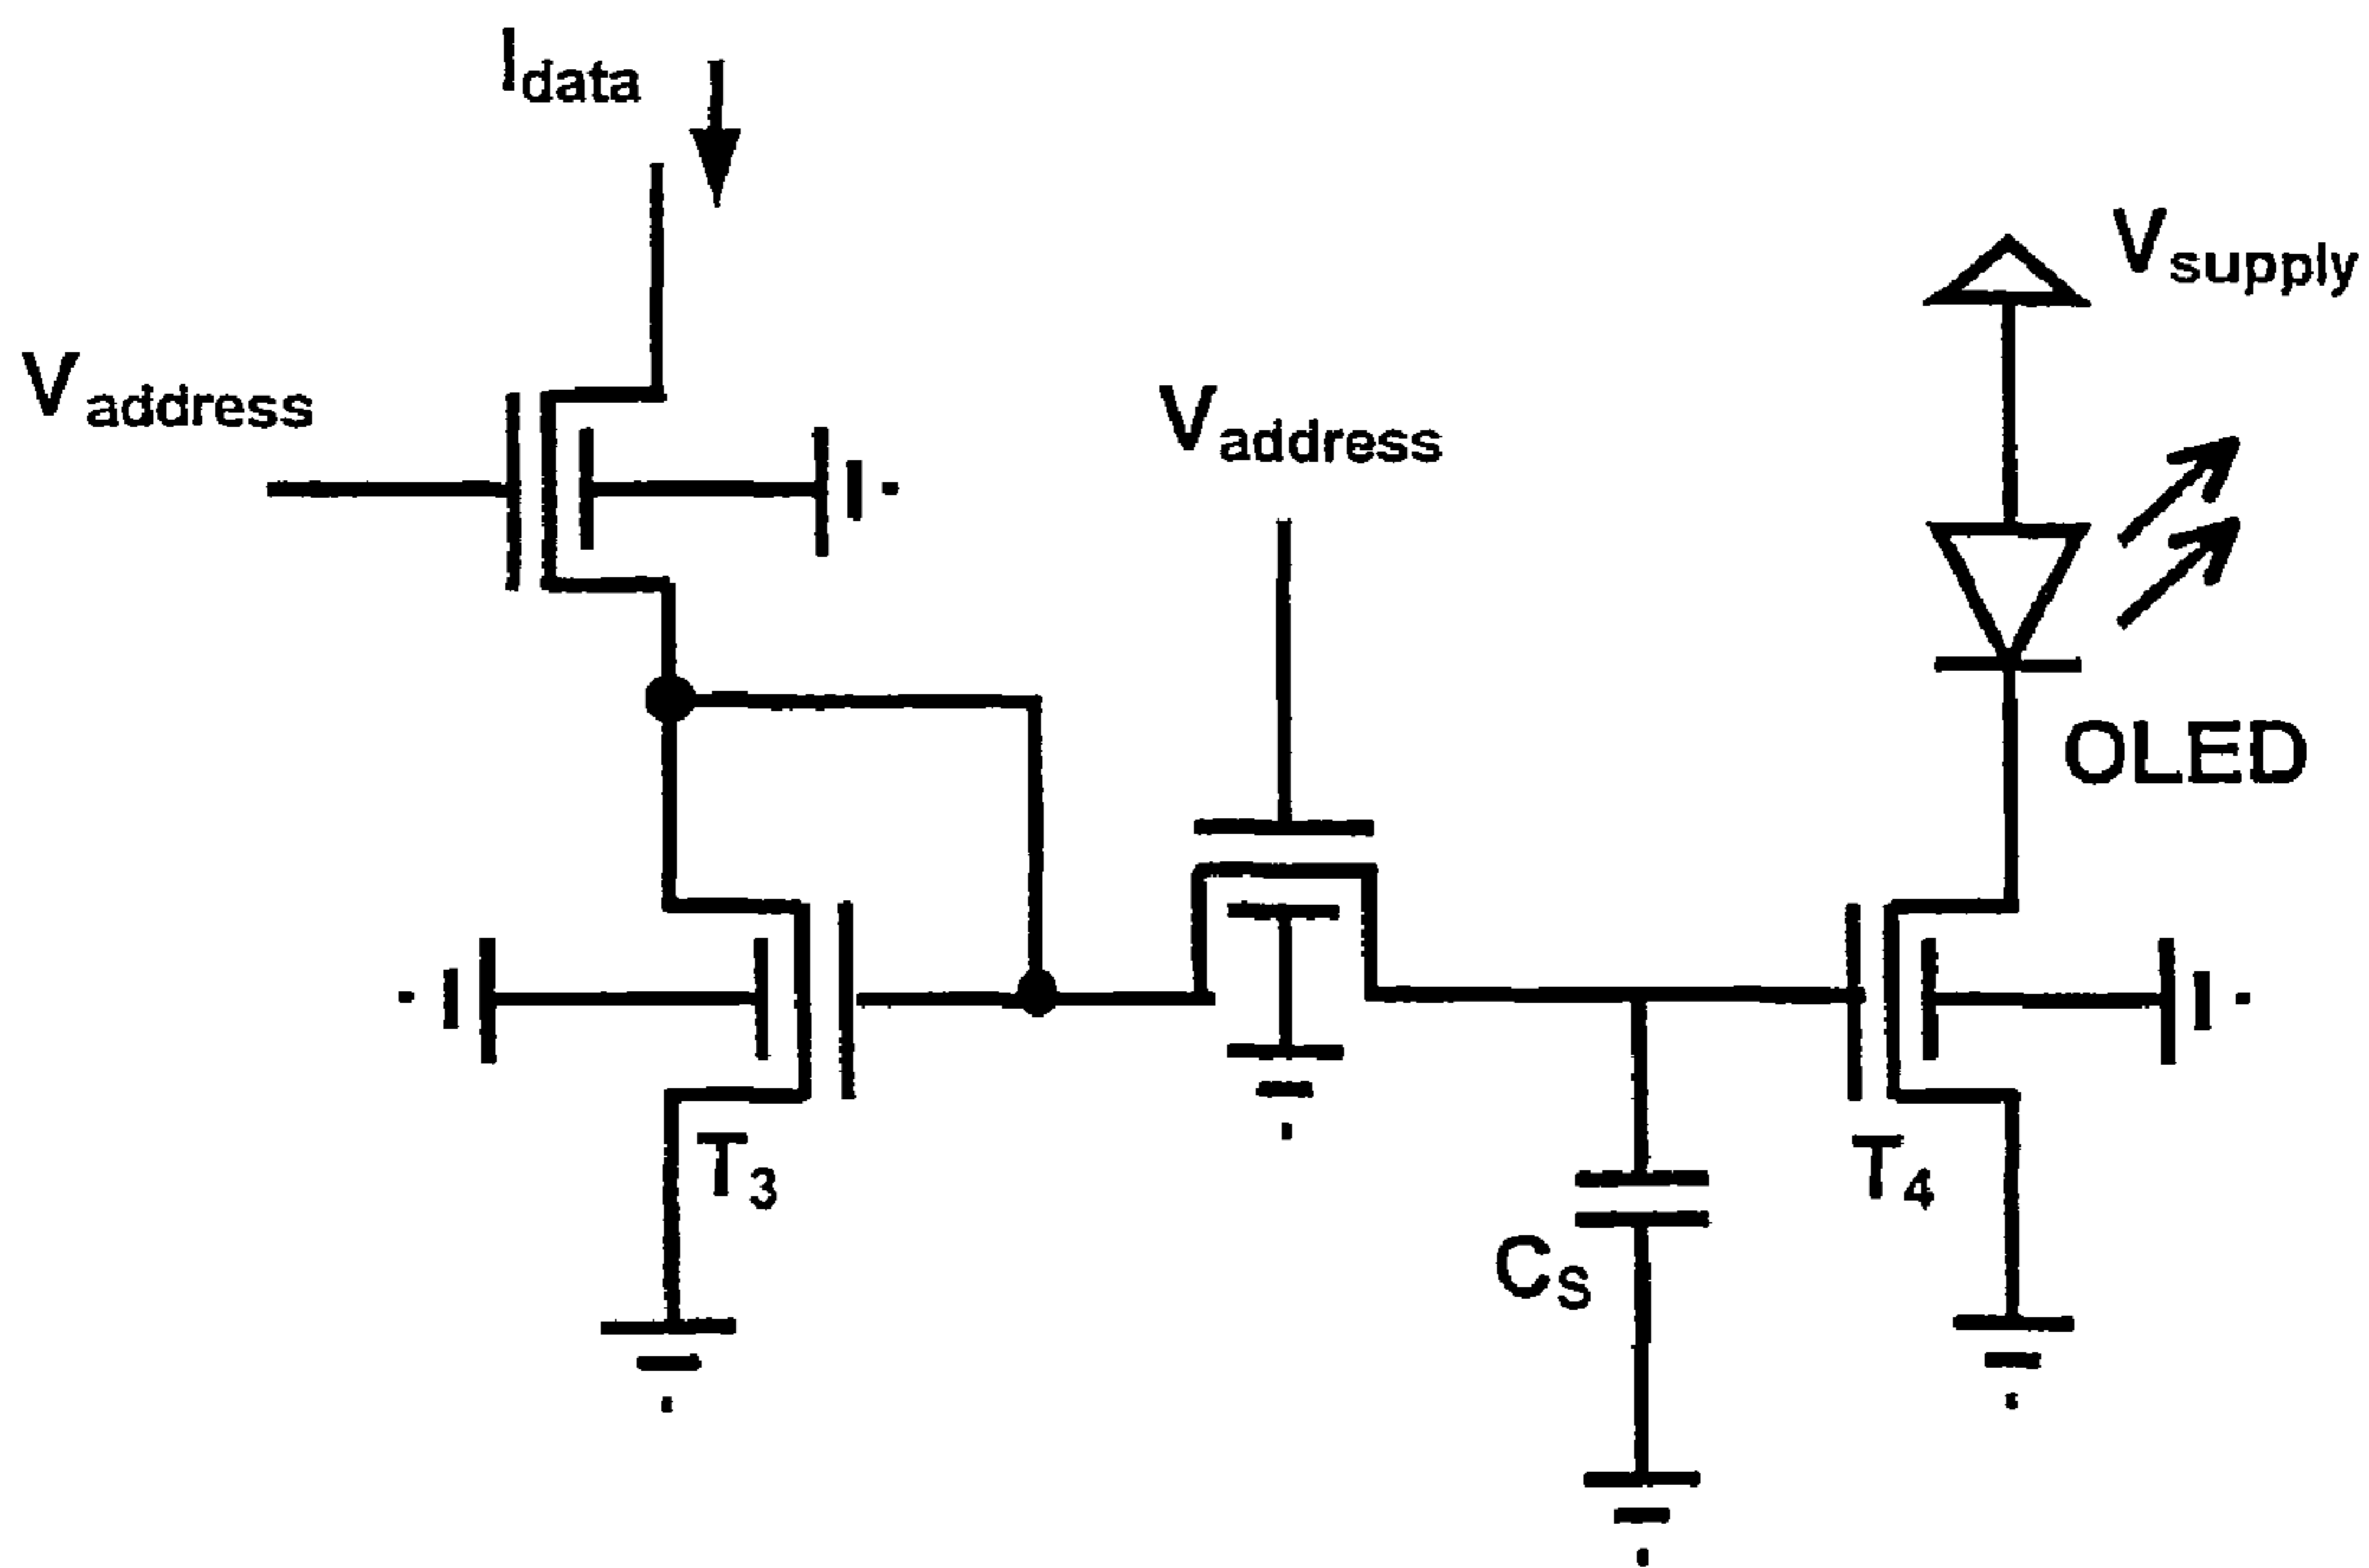 Idata
Vsupply
Vaddress
Vaddress
OLED
T3
T4
CS